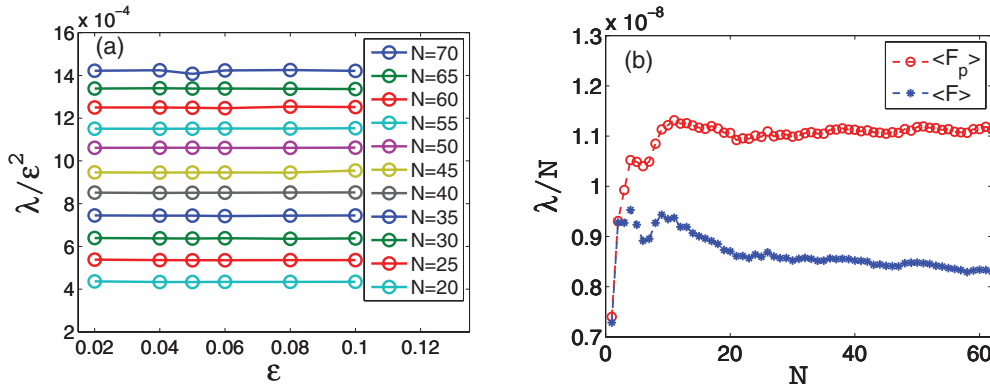 x 10⁻⁴
(a)
16
14
12
10
8
6
4
2
λ/ε²
0.02
0.04
0.06
0.08
0.1
0.12
ε
N=70
N=65
N=60
N=55
N=50
N=45
N=40
N=35
N=30
N=25
N=20
x 10⁻⁸
(b)
1.3
1.2
1.1
1
0.9
0.8
0.7
λ/N
0
20
40
60
N
<F_p>
<F>